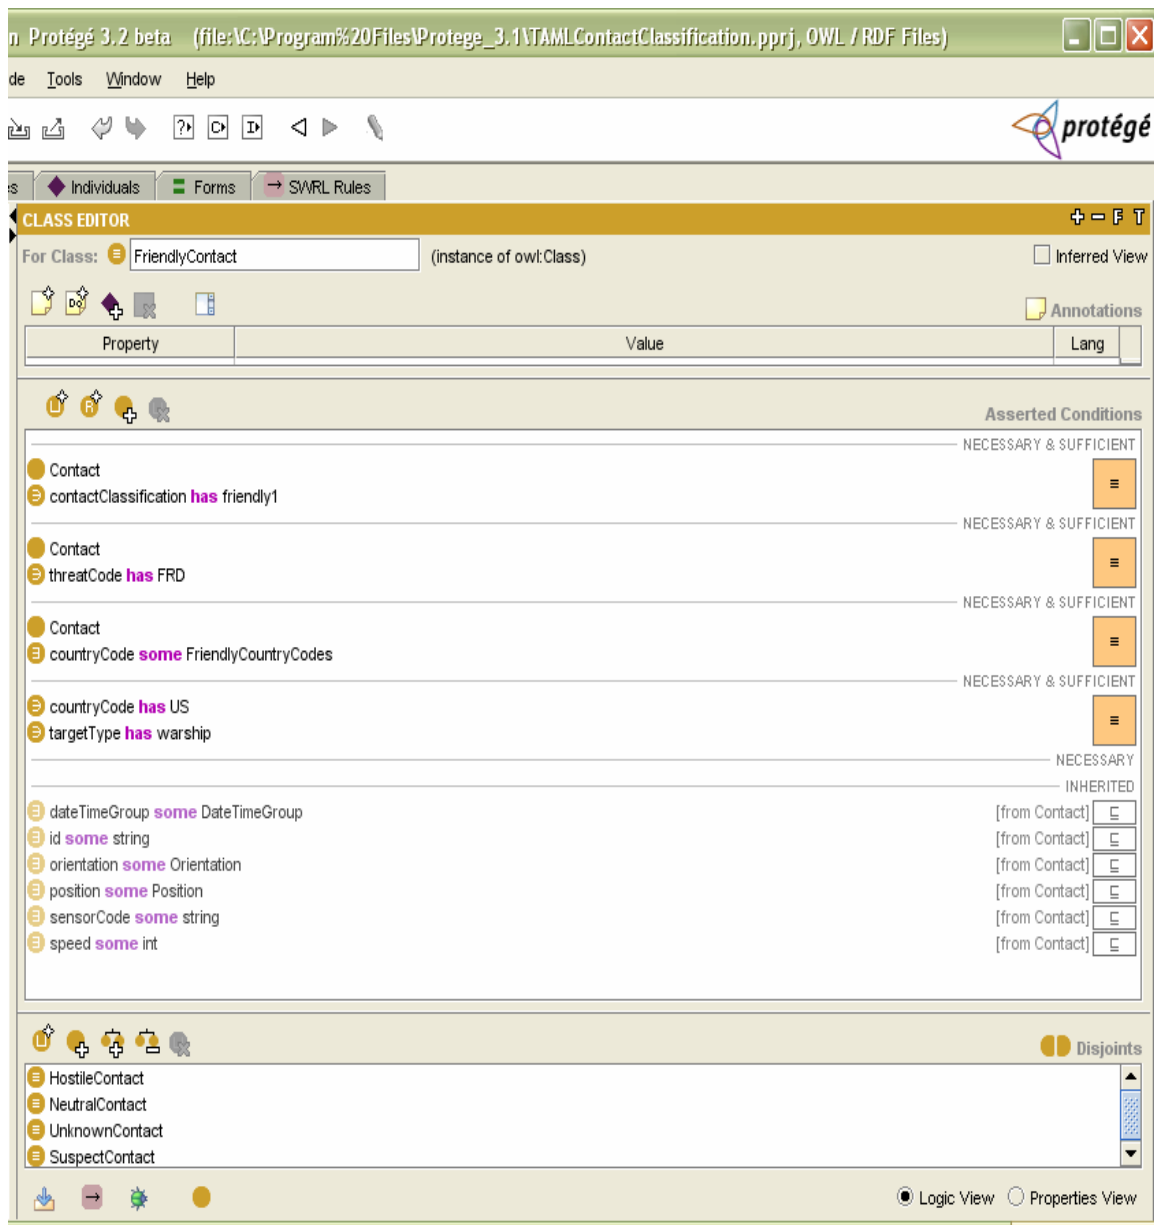 n Protégé 3.2 beta (file:\C:\Program%20Files\Protege_3.1\TAMLContactClassification.pprj, OWL / RDF Files)
de Tools Window Help
protégé
es Individuals Forms SWRL Rules
CLASS EDITOR F T
For Class: FriendlyContact (instance of owl:Class) Inferred View
Annotations
Property Value Lang
Asserted Conditions
NECESSARY & SUFFICIENT
Contact
contactClassification has friendly1
NECESSARY & SUFFICIENT
Contact
threatCode has FRD
NECESSARY & SUFFICIENT
Contact
countryCode some FriendlyCountryCodes
NECESSARY & SUFFICIENT
countryCode has US
targetType has warship
NECESSARY
INHERITED
dateTimeGroup some DateTimeGroup [from Contact]
id some string [from Contact]
orientation some Orientation [from Contact]
position some Position [from Contact]
sensorCode some string [from Contact]
speed some int [from Contact]
Disjoints
HostileContact
NeutralContact
UnknownContact
SuspectContact
Logic View Properties View